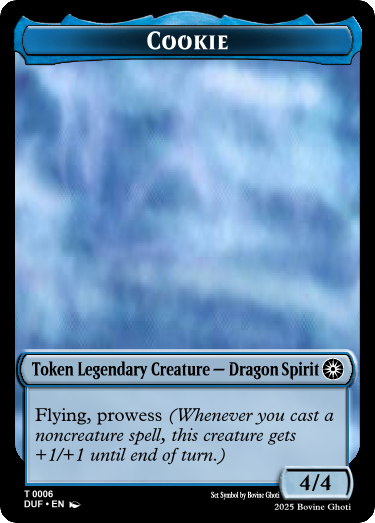 Cookie
Token Legendary Creature — Dragon Spirit
Flying, prowess (Whenever you cast a
noncreature spell, this creature gets
+1/+1 until end of turn.)
4/4
T 0006
DUF • EN
Set Symbol by Bovine Ghoti
2025 Bovine Ghoti